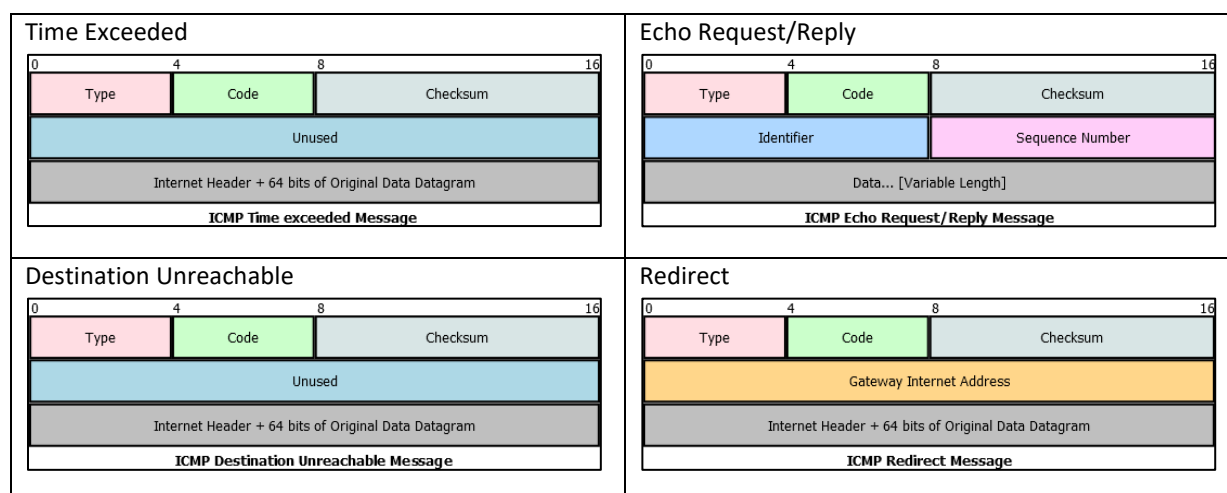 Time Exceeded
0 4 8 16
Type Code Checksum
Unused
Internet Header + 64 bits of Original Data Datagram
ICMP Time exceeded Message
Echo Request/Reply
0 4 8 16
Type Code Checksum
Identifier Sequence Number
Data... [Variable Length]
ICMP Echo Request/Reply Message
Destination Unreachable
0 4 8 16
Type Code Checksum
Unused
Internet Header + 64 bits of Original Data Datagram
ICMP Destination Unreachable Message
Redirect
0 4 8 16
Type Code Checksum
Gateway Internet Address
Internet Header + 64 bits of Original Data Datagram
ICMP Redirect Message